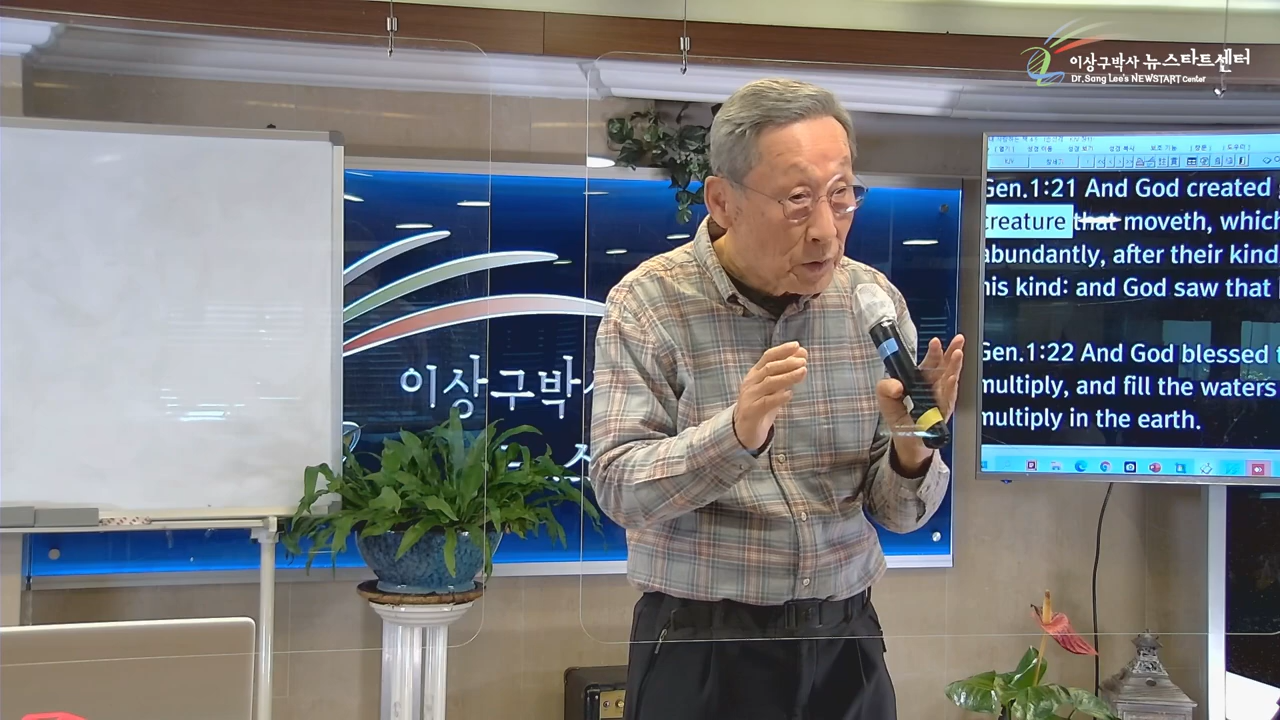 이상구박사 뉴스타트센터
Dr. Sang Lee's NEWSTART Center
이상구박사
Gen.1:21 And God created
creature that moveth, which
abundantly, after their kind
his kind: and God saw that
Gen.1:22 And God blessed
multiply, and fill the waters
multiply in the earth.